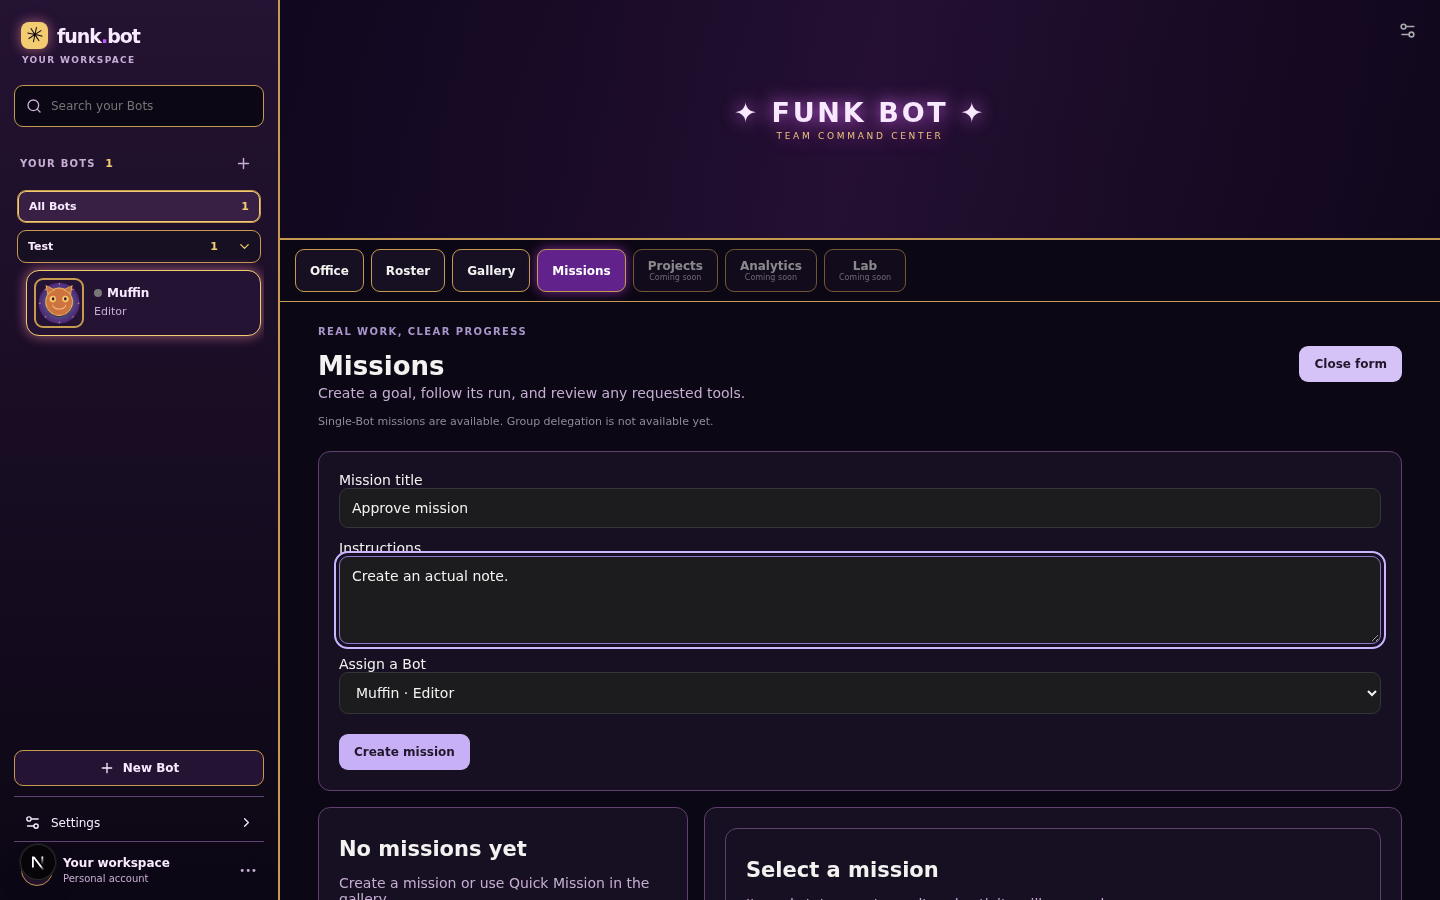 funk.bot
YOUR WORKSPACE
Search your Bots
YOUR BOTS 1
All Bots 1
Test 1
Muffin
Editor
New Bot
Settings
N
Your workspace
Personal account
✦ FUNK BOT ✦
TEAM COMMAND CENTER
Office
Roster
Gallery
Missions
Projects
Coming soon
Analytics
Coming soon
Lab
Coming soon
REAL WORK, CLEAR PROGRESS
Missions
Close form
Create a goal, follow its run, and review any requested tools.
Single-Bot missions are available. Group delegation is not available yet.
Mission title
Approve mission
Instructions
Create an actual note.
Assign a Bot
Muffin · Editor
Create mission
No missions yet
Create a mission or use Quick Mission in the
gallery.
Select a mission